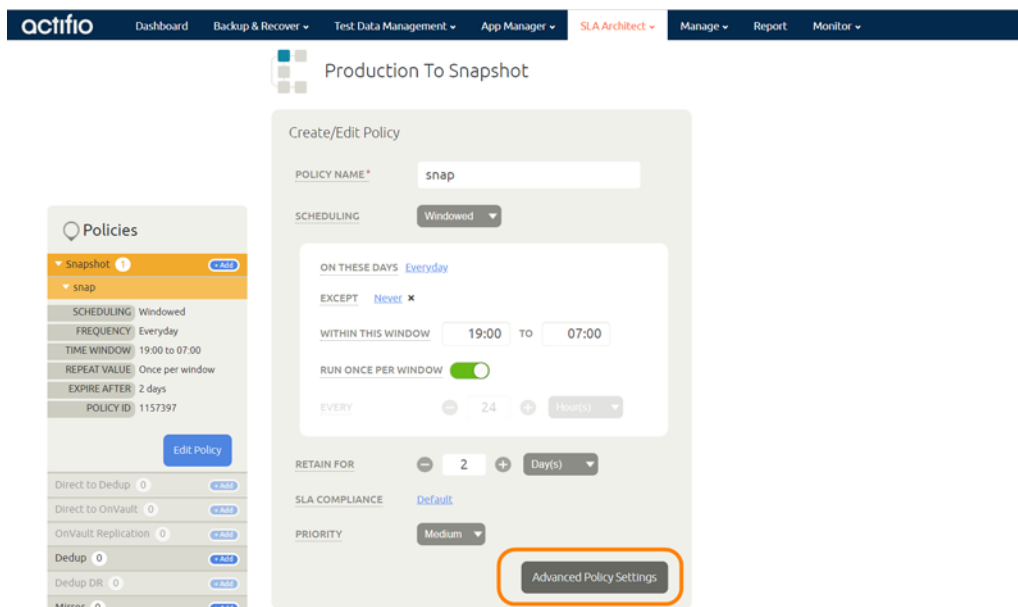 actifio Dashboard Backup & Recover Test Data Management App Manager SLA Architect Manage Report Monitor
Production To Snapshot
Create/Edit Policy
POLICY NAME* snap
SCHEDULING Windowed
ON THESE DAYS Everyday
EXCEPT Never ×
WITHIN THIS WINDOW 19:00 TO 07:00
RUN ONCE PER WINDOW
EVERY 24 Hour(s)
RETAIN FOR 2 Day(s)
SLA COMPLIANCE Default
PRIORITY Medium
Advanced Policy Settings
Policies
Snapshot 1 +Add
snap
SCHEDULING Windowed
FREQUENCY Everyday
TIME WINDOW 19:00 to 07:00
REPEAT VALUE Once per window
EXPIRE AFTER 2 days
POLICY ID 1157397
Edit Policy
Direct to Dedup 0 +Add
Direct to OnVault 0 +Add
OnVault Replication 0 +Add
Dedup 0 +Add
Dedup DR 0 +Add
Mirror 0 +Add